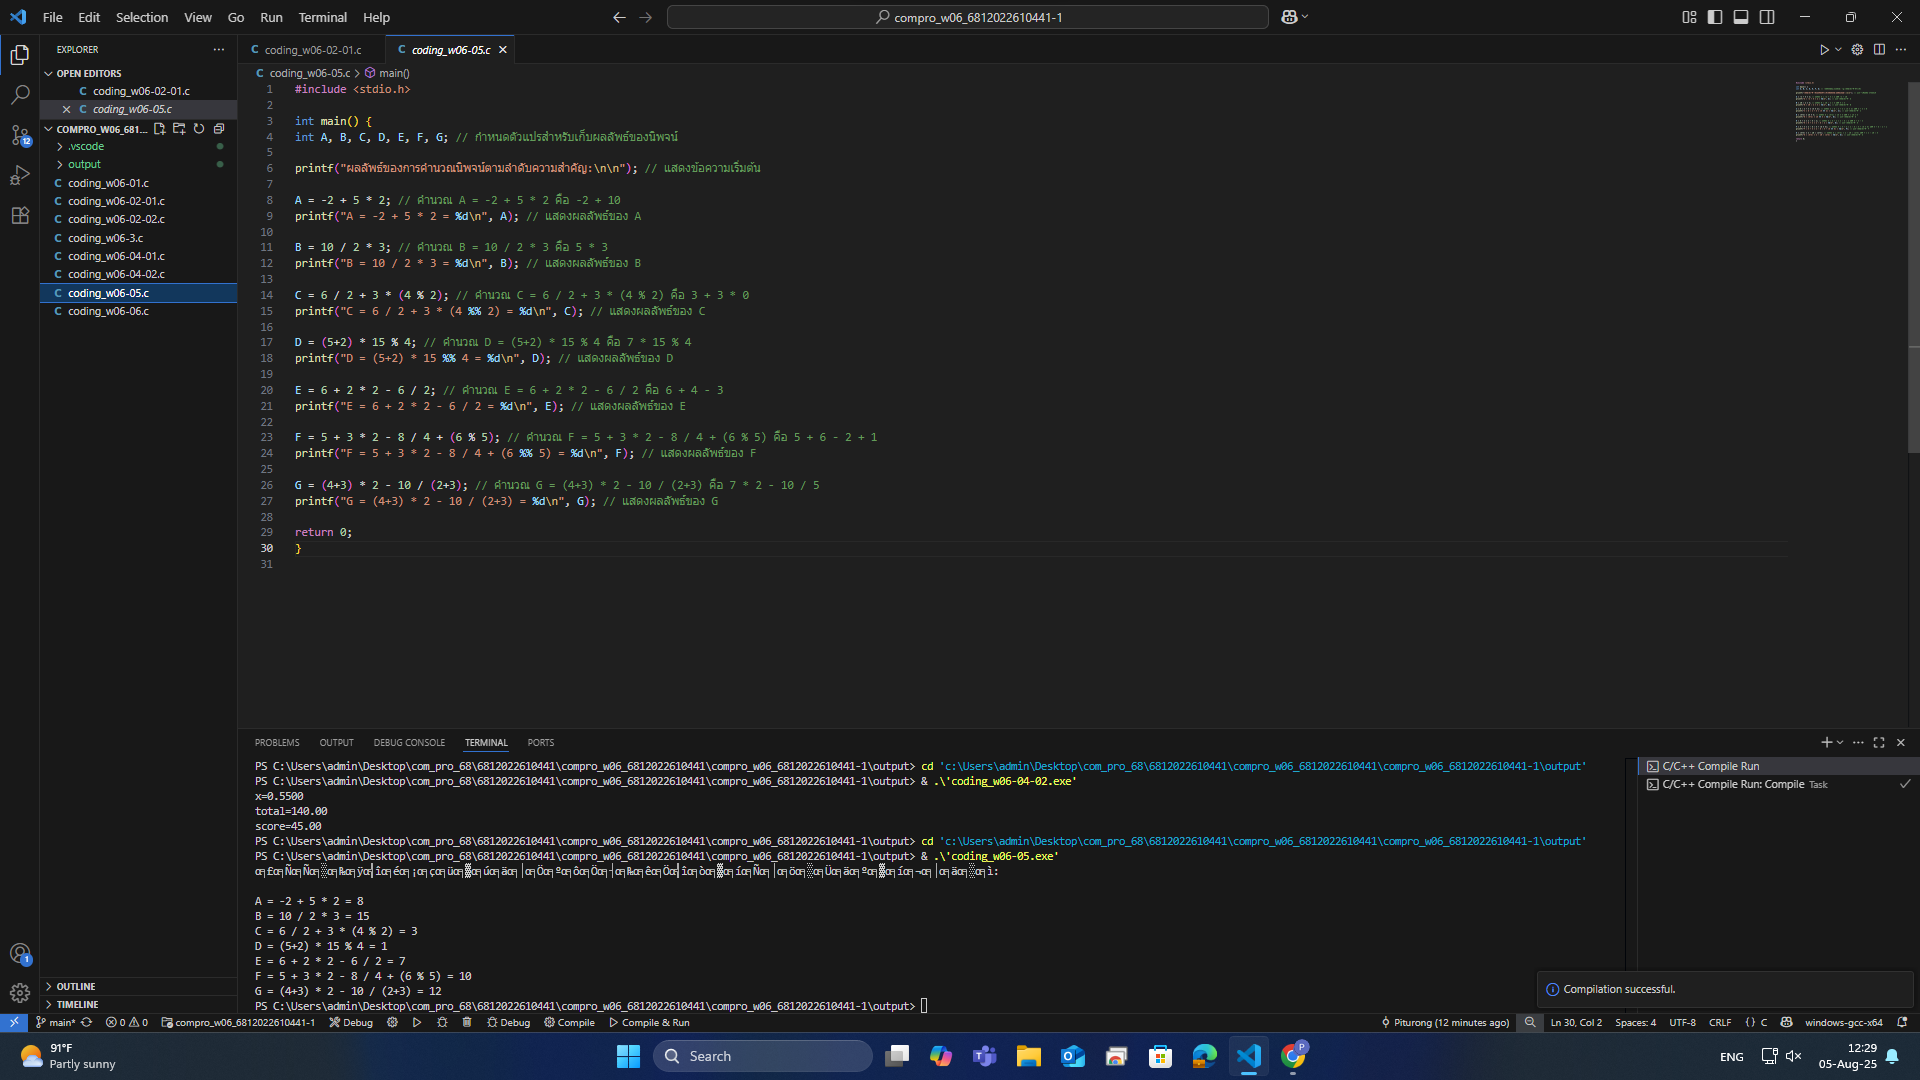 File Edit Selection View Go Run Terminal Help
compro_w06_6812022610441-1
EXPLORER
OPEN EDITORS
C coding_w06-02-01.c
C coding_w06-05.c
COMPRO_W06_681...
.vscode
output
C coding_w06-01.c
C coding_w06-02-01.c
C coding_w06-02-02.c
C coding_w06-3.c
C coding_w06-04-01.c
C coding_w06-04-02.c
C coding_w06-05.c
C coding_w06-06.c
OUTLINE
TIMELINE
C coding_w06-02-01.c C coding_w06-05.c
C coding_w06-05.c > main()
1 #include <stdio.h>
2
3 int main() {
4 int A, B, C, D, E, F, G; // กำหนดตัวแปรสำหรับเก็บผลลัพธ์ของนิพจน์
5
6 printf("ผลลัพธ์ของการคำนวณนิพจน์ตามลำดับความสำคัญ:\n\n"); // แสดงข้อความเริ่มต้น
7
8 A = -2 + 5 * 2; // คำนวณ A = -2 + 5 * 2 คือ -2 + 10
9 printf("A = -2 + 5 * 2 = %d\n", A); // แสดงผลลัพธ์ของ A
10
11 B = 10 / 2 * 3; // คำนวณ B = 10 / 2 * 3 คือ 5 * 3
12 printf("B = 10 / 2 * 3 = %d\n", B); // แสดงผลลัพธ์ของ B
13
14 C = 6 / 2 + 3 * (4 % 2); // คำนวณ C = 6 / 2 + 3 * (4 % 2) คือ 3 + 3 * 0
15 printf("C = 6 / 2 + 3 * (4 %% 2) = %d\n", C); // แสดงผลลัพธ์ของ C
16
17 D = (5+2) * 15 % 4; // คำนวณ D = (5+2) * 15 % 4 คือ 7 * 15 % 4
18 printf("D = (5+2) * 15 %% 4 = %d\n", D); // แสดงผลลัพธ์ของ D
19
20 E = 6 + 2 * 2 - 6 / 2; // คำนวณ E = 6 + 2 * 2 - 6 / 2 คือ 6 + 4 - 3
21 printf("E = 6 + 2 * 2 - 6 / 2 = %d\n", E); // แสดงผลลัพธ์ของ E
22
23 F = 5 + 3 * 2 - 8 / 4 + (6 % 5); // คำนวณ F = 5 + 3 * 2 - 8 / 4 + (6 % 5) คือ 5 + 6 - 2 + 1
24 printf("F = 5 + 3 * 2 - 8 / 4 + (6 %% 5) = %d\n", F); // แสดงผลลัพธ์ของ F
25
26 G = (4+3) * 2 - 10 / (2+3); // คำนวณ G = (4+3) * 2 - 10 / (2+3) คือ 7 * 2 - 10 / 5
27 printf("G = (4+3) * 2 - 10 / (2+3) = %d\n", G); // แสดงผลลัพธ์ของ G
28
29 return 0;
30 }
31
PROBLEMS OUTPUT DEBUG CONSOLE TERMINAL PORTS
PS C:\Users\admin\Desktop\com_pro_68\6812022610441\compro_w06_6812022610441\compro_w06_6812022610441-1\output> cd 'c:\Users\admin\Desktop\com_pro_68\6812022610441\compro_w06_6812022610441\compro_w06_6812022610441-1\output'
PS C:\Users\admin\Desktop\com_pro_68\6812022610441\compro_w06_6812022610441\compro_w06_6812022610441-1\output> & .\'coding_w06-04-02.exe'
x=0.5500
total=140.00
score=45.00
PS C:\Users\admin\Desktop\com_pro_68\6812022610441\compro_w06_6812022610441\compro_w06_6812022610441-1\output> cd 'c:\Users\admin\Desktop\com_pro_68\6812022610441\compro_w06_6812022610441\compro_w06_6812022610441-1\output'
PS C:\Users\admin\Desktop\com_pro_68\6812022610441\compro_w06_6812022610441\compro_w06_6812022610441-1\output> & .\'coding_w06-05.exe'
A = -2 + 5 * 2 = 8
B = 10 / 2 * 3 = 15
C = 6 / 2 + 3 * (4 % 2) = 3
D = (5+2) * 15 % 4 = 1
E = 6 + 2 * 2 - 6 / 2 = 7
F = 5 + 3 * 2 - 8 / 4 + (6 % 5) = 10
G = (4+3) * 2 - 10 / (2+3) = 12
PS C:\Users\admin\Desktop\com_pro_68\6812022610441\compro_w06_6812022610441\compro_w06_6812022610441-1\output>
C/C++ Compile Run
C/C++ Compile Run: Compile Task
Compilation successful.
main* 0 0 compro_w06_6812022610441-1 Debug Debug Compile Compile & Run Piturong (12 minutes ago) Ln 30, Col 2 Spaces: 4 UTF-8 CRLF {} C windows-gcc-x64
12
1
91°F
Partly sunny
Search
P
ENG
12:29
05-Aug-25